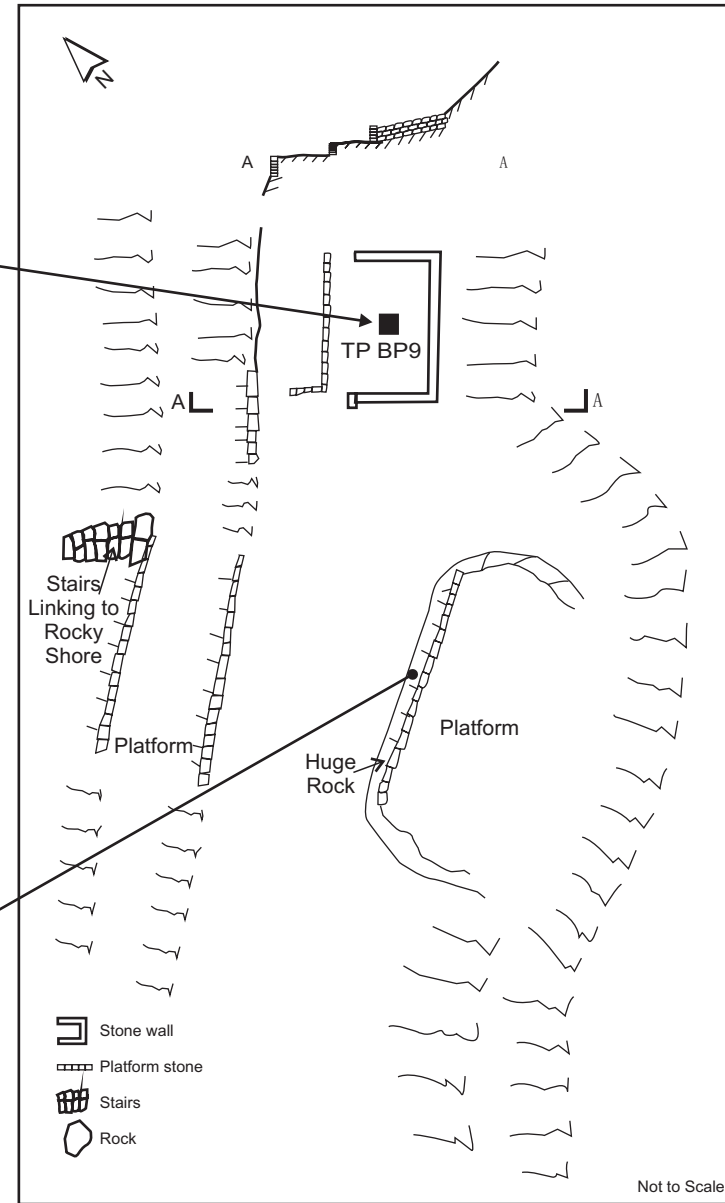 N
A
A
TP BP9
A
A
Stairs
Linking to
Rocky
Shore
Platform
Platform
Huge
Rock
Stone wall
Platform stone
Stairs
Rock
Not to Scale